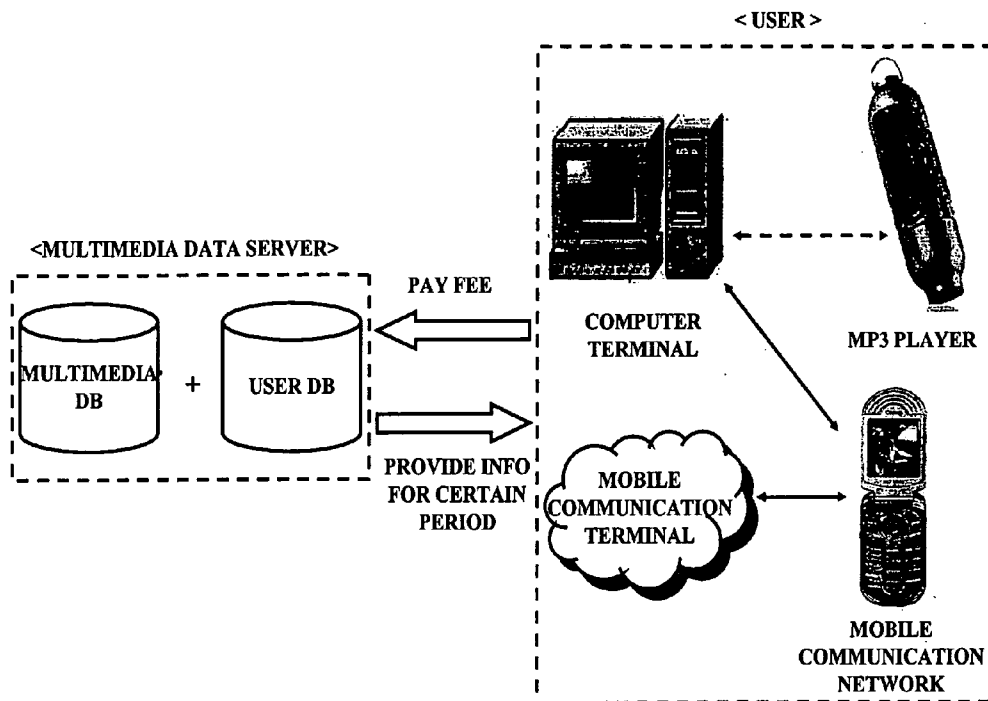 < USER >
<MULTIMEDIA DATA SERVER>
PAY FEE
COMPUTER
TERMINAL
MP3 PLAYER
MULTIMEDIA
DB
+
USER DB
PROVIDE INFO
FOR CERTAIN
PERIOD
MOBILE
COMMUNICATION
TERMINAL
MOBILE
COMMUNICATION
NETWORK